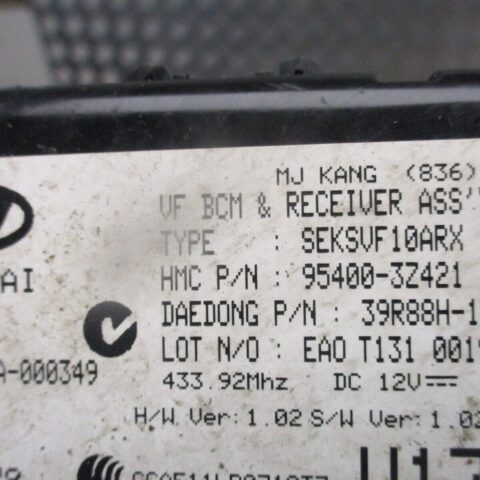 MJ KANG (836)
VF BCM & RECEIVER ASS'
TYPE : SEKSVF10ARX
AI
HMC P/N : 95400-3Z421
DAEDONG P/N : 39R88H-1
LOT N/O : EAO T131 001
A-000349
433.92Mhz DC 12V
H/W Ver: 1.02 S/W Ver: 1.02